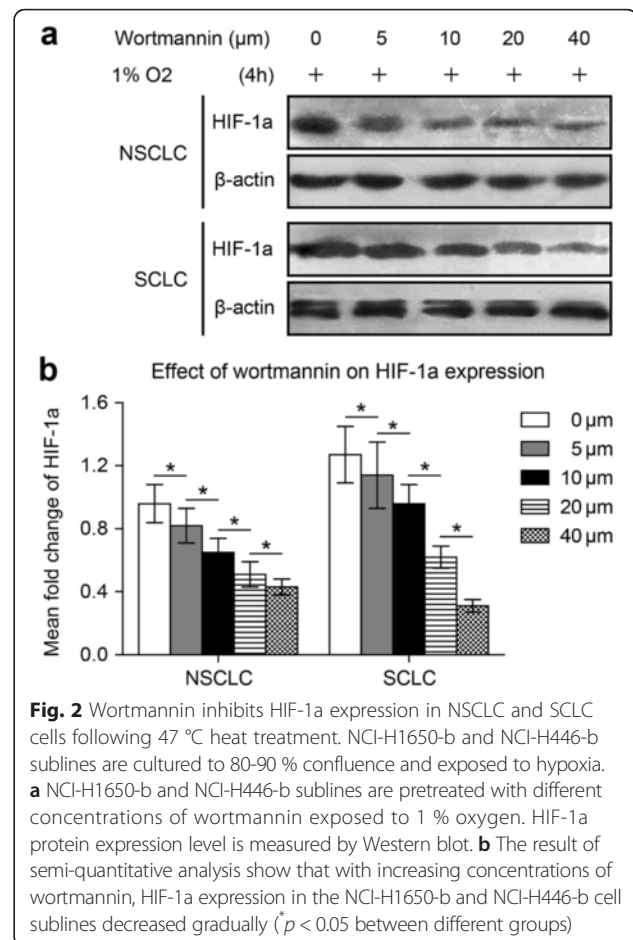 a
Wortmannin (μm) 0 5 10 20 40
1% O2 (4h) + + + + +
NSCLC
HIF-1a
β-actin
SCLC
HIF-1a
β-actin
b
Effect of wortmannin on HIF-1a expression
Mean fold change of HIF-1a
1.6
1.2
0.8
0.4
0.0
* * * *
* * * *
NSCLC SCLC
0 μm
5 μm
10 μm
20 μm
40 μm
Fig. 2 Wortmannin inhibits HIF-1a expression in NSCLC and SCLC
cells following 47 °C heat treatment. NCI-H1650-b and NCI-H446-b
sublines are cultured to 80-90 % confluence and exposed to hypoxia.
a NCI-H1650-b and NCI-H446-b sublines are pretreated with different
concentrations of wortmannin exposed to 1 % oxygen. HIF-1a
protein expression level is measured by Western blot. b The result of
semi-quantitative analysis show that with increasing concentrations of
wortmannin, HIF-1a expression in the NCI-H1650-b and NCI-H446-b cell
sublines decreased gradually (*p < 0.05 between different groups)